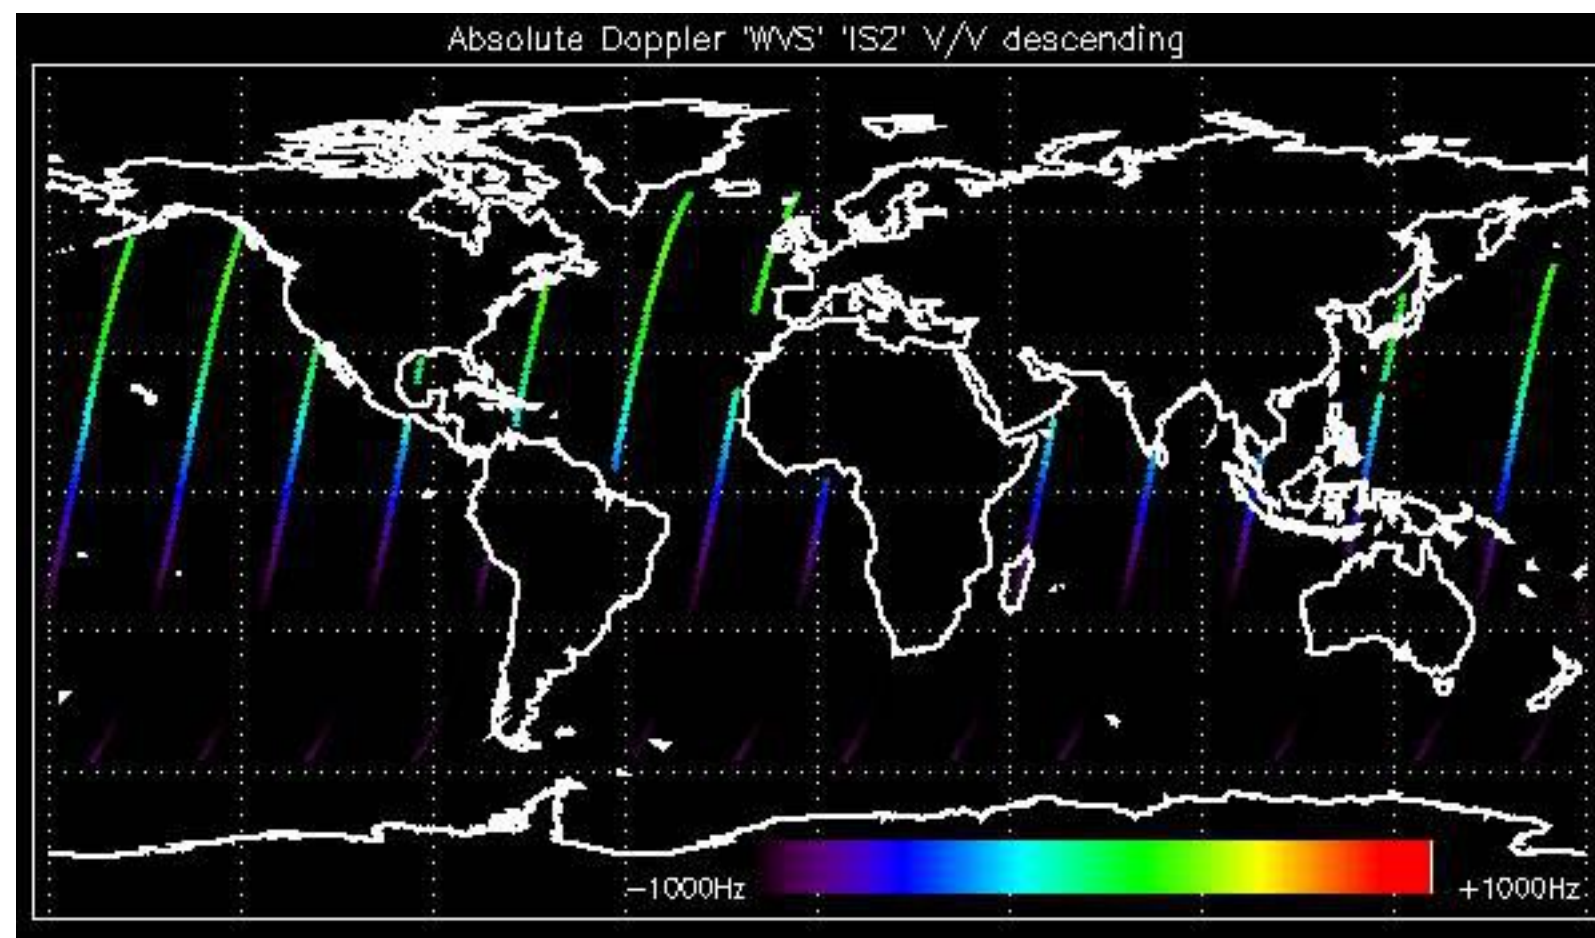 Absolute Doppler 'WVS' 'IS2' V/V descending
−1000Hz
+1000Hz